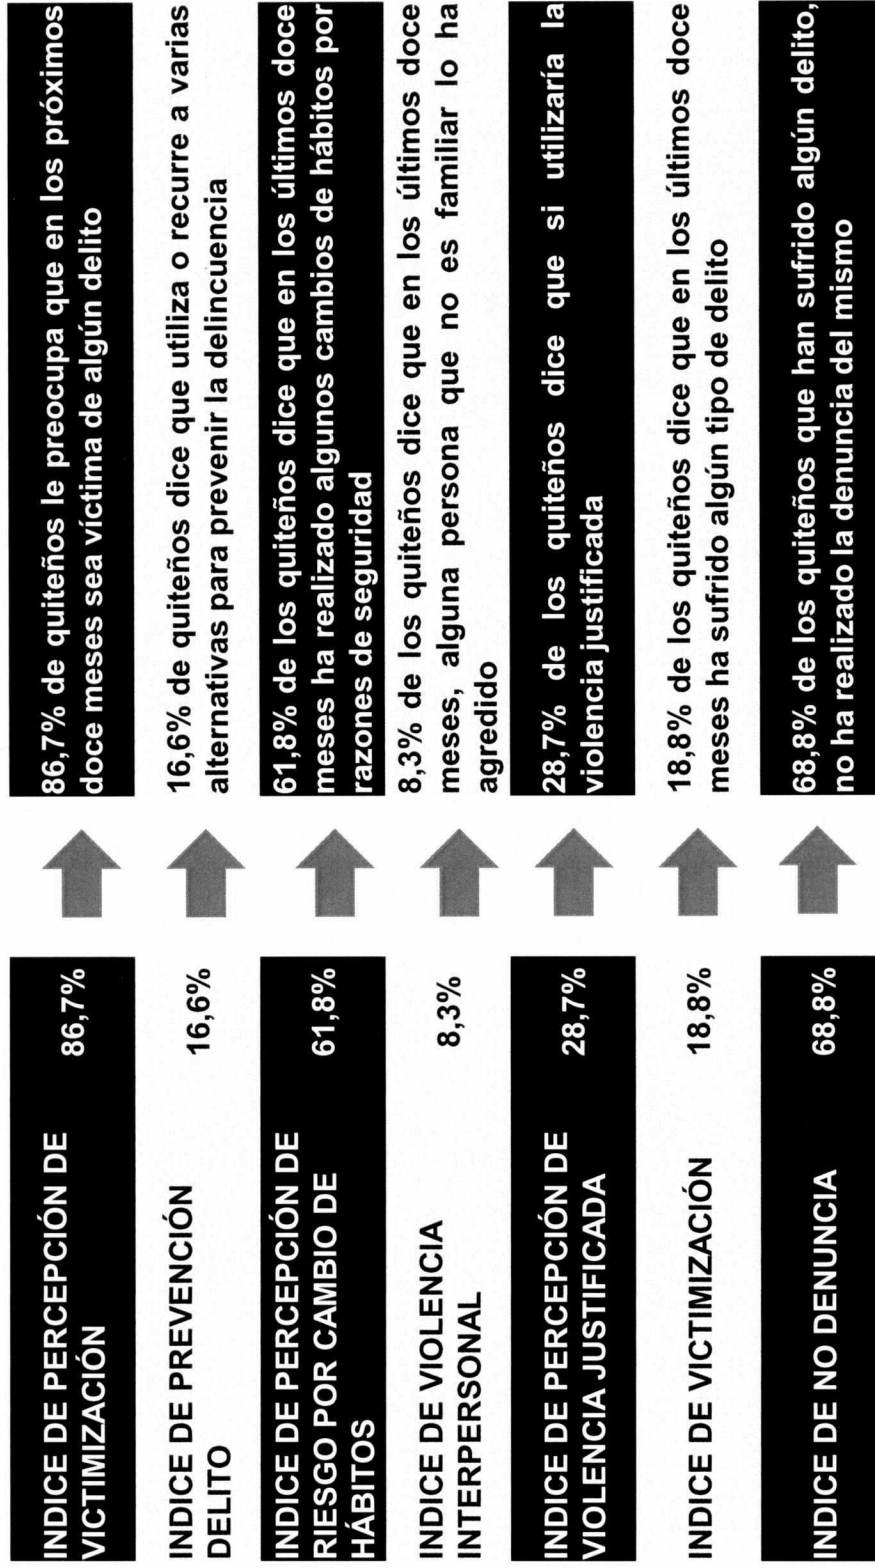 INDICE DE PERCEPCIÓN DE
VICTIMIZACIÓN
86,7%
86,7% de quiteños le preocupa que en los próximos
doce meses sea víctima de algún delito
INDICE DE PREVENCIÓN
DELITO
16,6%
16,6% de quiteños dice que utiliza o recurre a varias
alternativas para prevenir la delincuencia
INDICE DE PERCEPCIÓN DE
RIESGO POR CAMBIO DE
HÁBITOS
61,8%
61,8% de los quiteños dice que en los últimos doce
meses ha realizado algunos cambios de hábitos por
razones de seguridad
INDICE DE VIOLENCIA
INTERPERSONAL
8,3%
8,3% de los quiteños dice que en los últimos doce
meses, alguna persona que no es familiar lo ha
agredido
INDICE DE PERCEPCIÓN DE
VIOLENCIA JUSTIFICADA
28,7%
28,7% de los quiteños dice que si utilizaría la
violencia justificada
INDICE DE VICTIMIZACIÓN
18,8%
18,8% de los quiteños dice que en los últimos doce
meses ha sufrido algún tipo de delito
INDICE DE NO DENUNCIA
68,8%
68,8% de los quiteños que han sufrido algún delito,
no ha realizado la denuncia del mismo